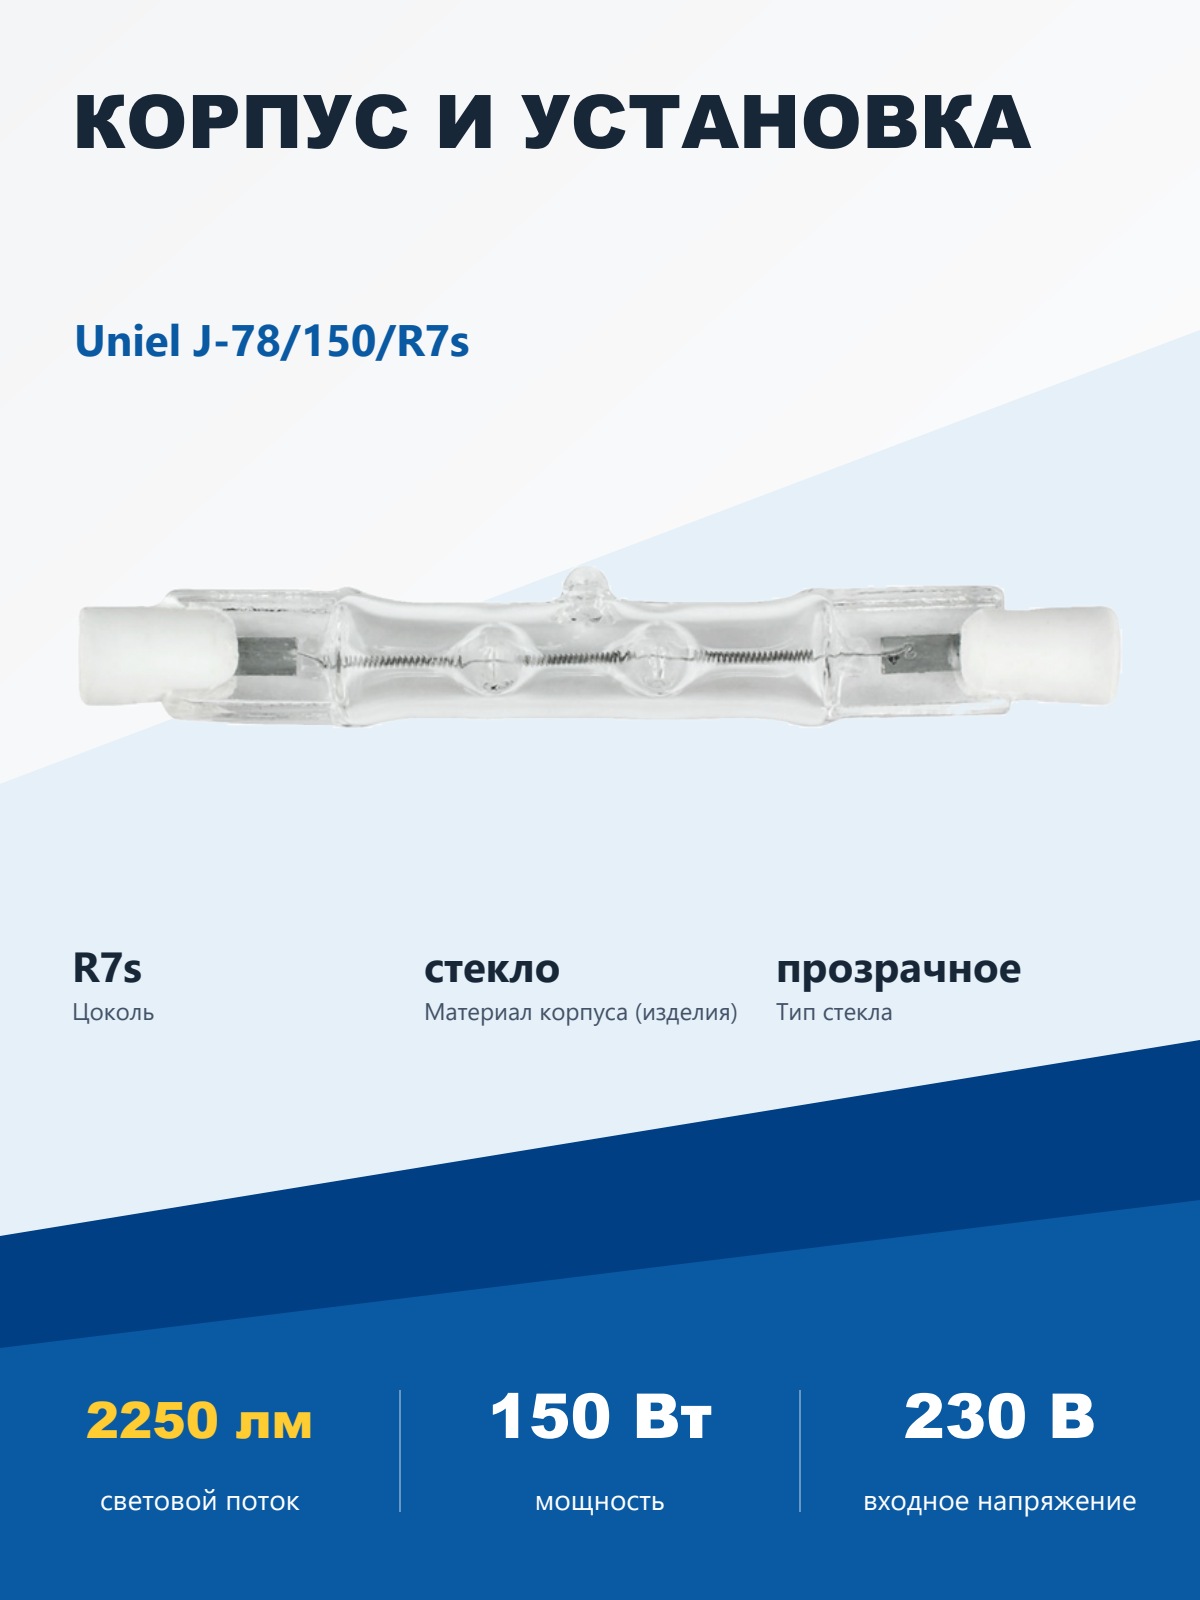 КОРПУС И УСТАНОВКА
Uniel J-78/150/R7s
R7s
Цоколь
стекло
Материал корпуса (изделия)
прозрачное
Тип стекла
2250 лм
световой поток
150 Вт
мощность
230 В
входное напряжение